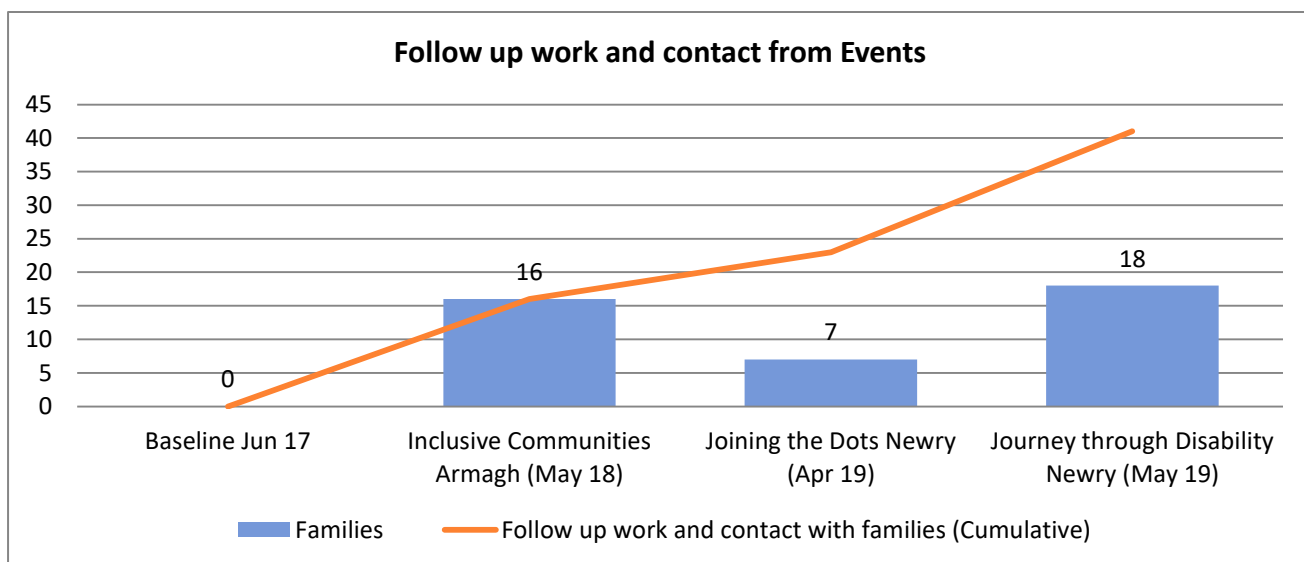 Follow up work and contact from Events
45
40
35
30
25
20
15
10
5
0
0
16
7
18
Baseline Jun 17
Inclusive Communities
Armagh (May 18)
Joining the Dots Newry
(Apr 19)
Journey through Disability
Newry (May 19)
Families
Follow up work and contact with families (Cumulative)